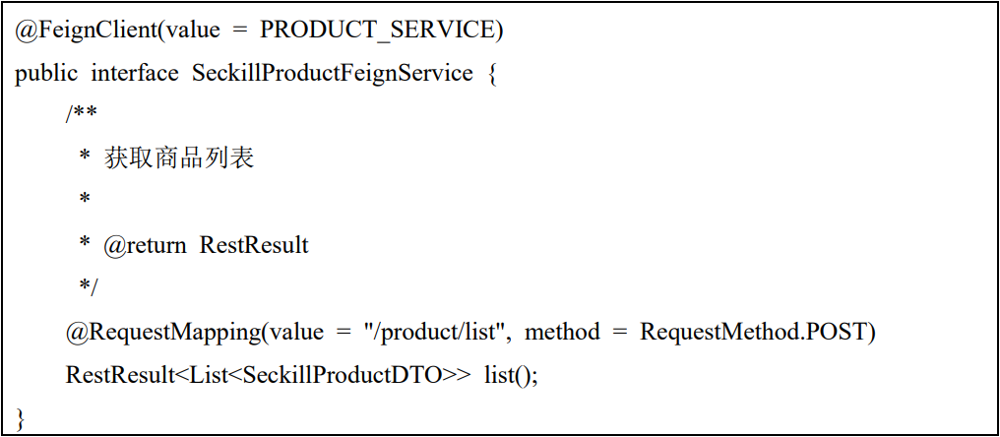 @FeignClient(value = PRODUCT_SERVICE)
public interface SeckillProductFeignService {
/**
* 获取商品列表
*
* @return RestResult
*/
@RequestMapping(value = "/product/list", method = RequestMethod.POST)
RestResult<List<SeckillProductDTO>> list();
}